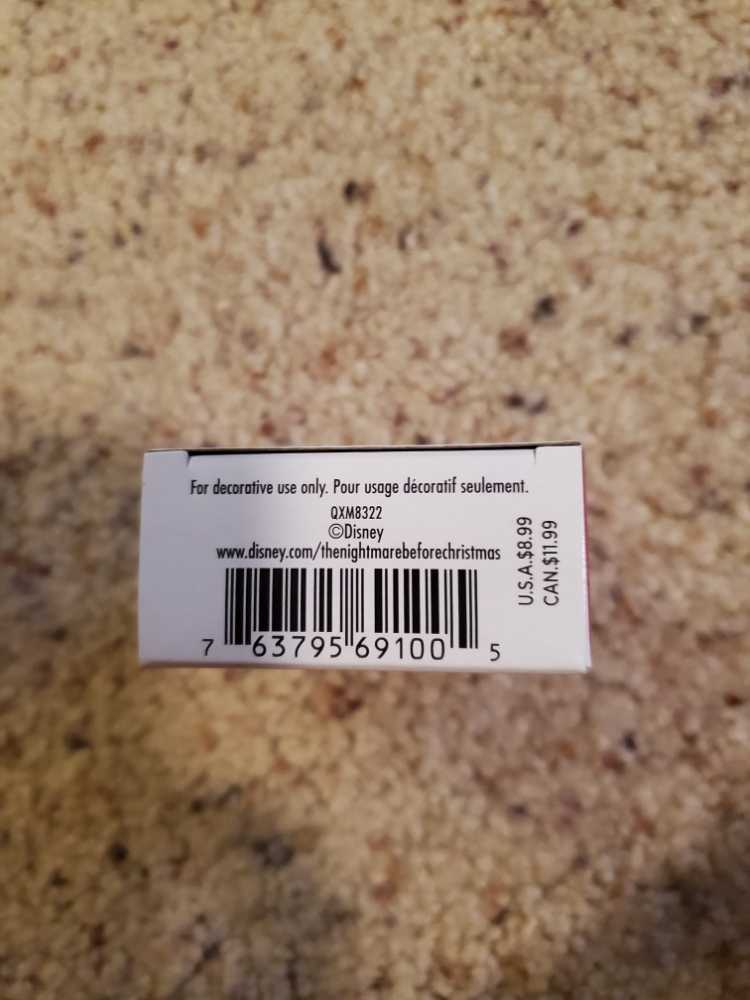 For decorative use only. Pour usage décoratif seulement.
QXM8322
©Disney
www.disney.com/thenightmarebeforechristmas
U.S.A.$8.99
CAN.$11.99
7 63795 69100 5